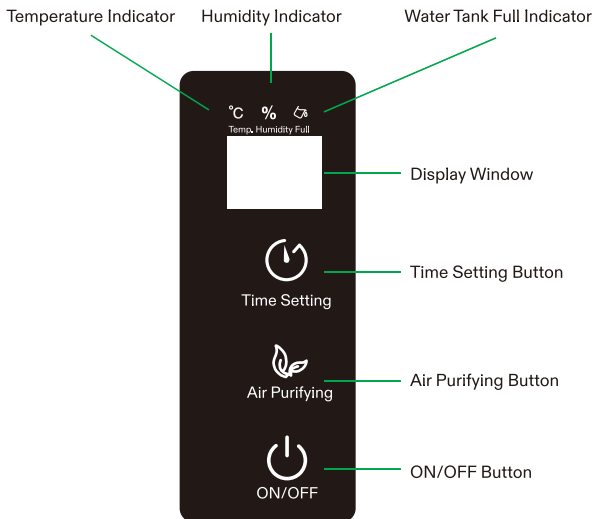 Temperature Indicator Humidity Indicator Water Tank Full Indicator
°C % 
Temp. Humidity Full
Display Window
Time Setting Button
Time Setting
Air Purifying Button
Air Purifying
ON/OFF Button
ON/OFF